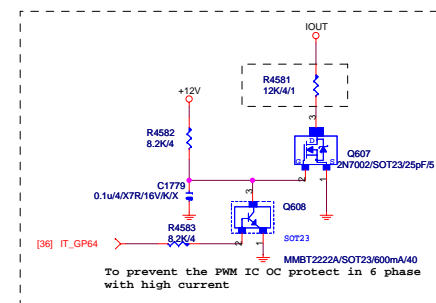 IOUT
R4581
12K/4/1
+12V
3
D
R4582
8.2K/4
Q607
2N7002/SOT23/25pF/5
G
S
2
1
C1779
0.1u/4/X7R/16V/K/X
3
Q608
R4583
8.2K/4
[36] IT_GP64
2
1
SOT23
MMBT2222A/SOT23/600mA/40
To prevent the PWM IC OC protect in 6 phase
with high current